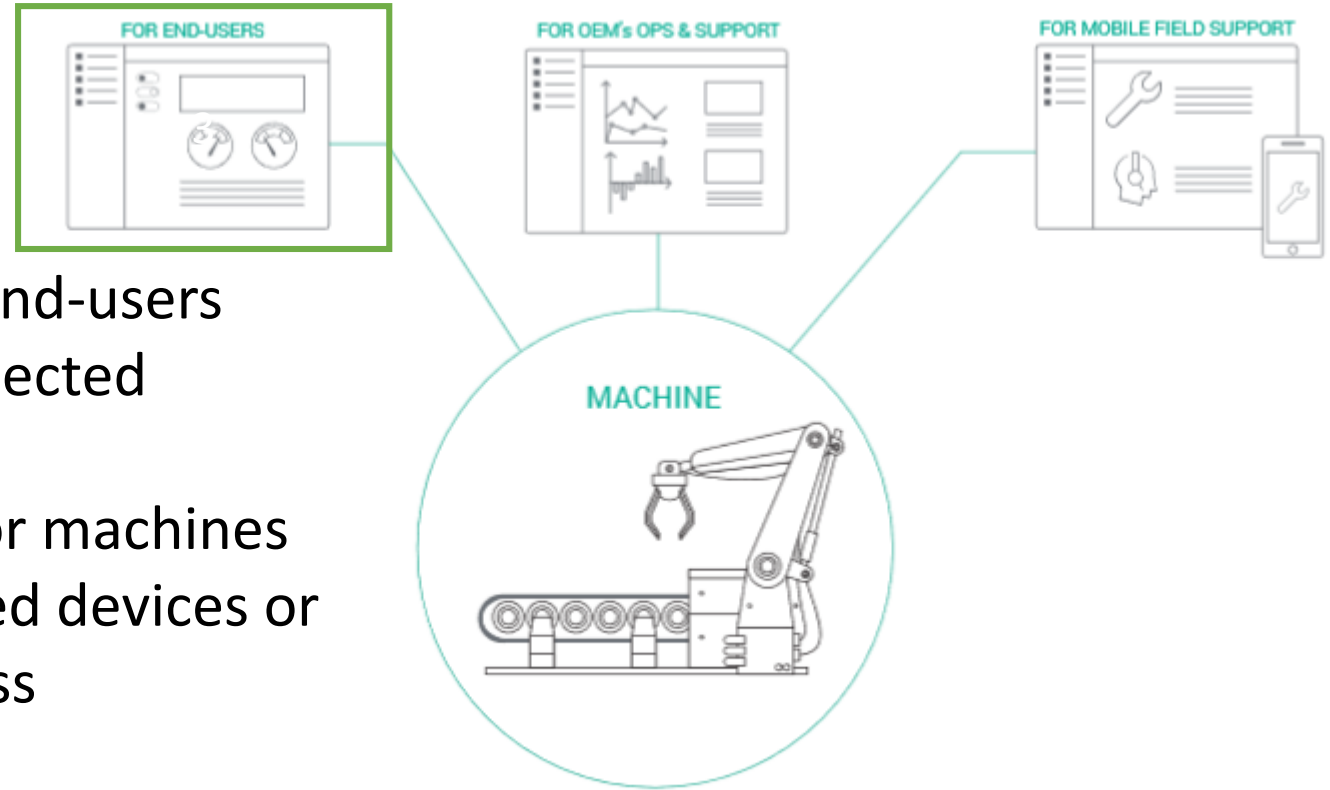 FOR END-USERS
FOR OEM's OPS & SUPPORT
FOR MOBILE FIELD SUPPORT
nd-users
ected
MACHINE
or machines
ed devices or
ss